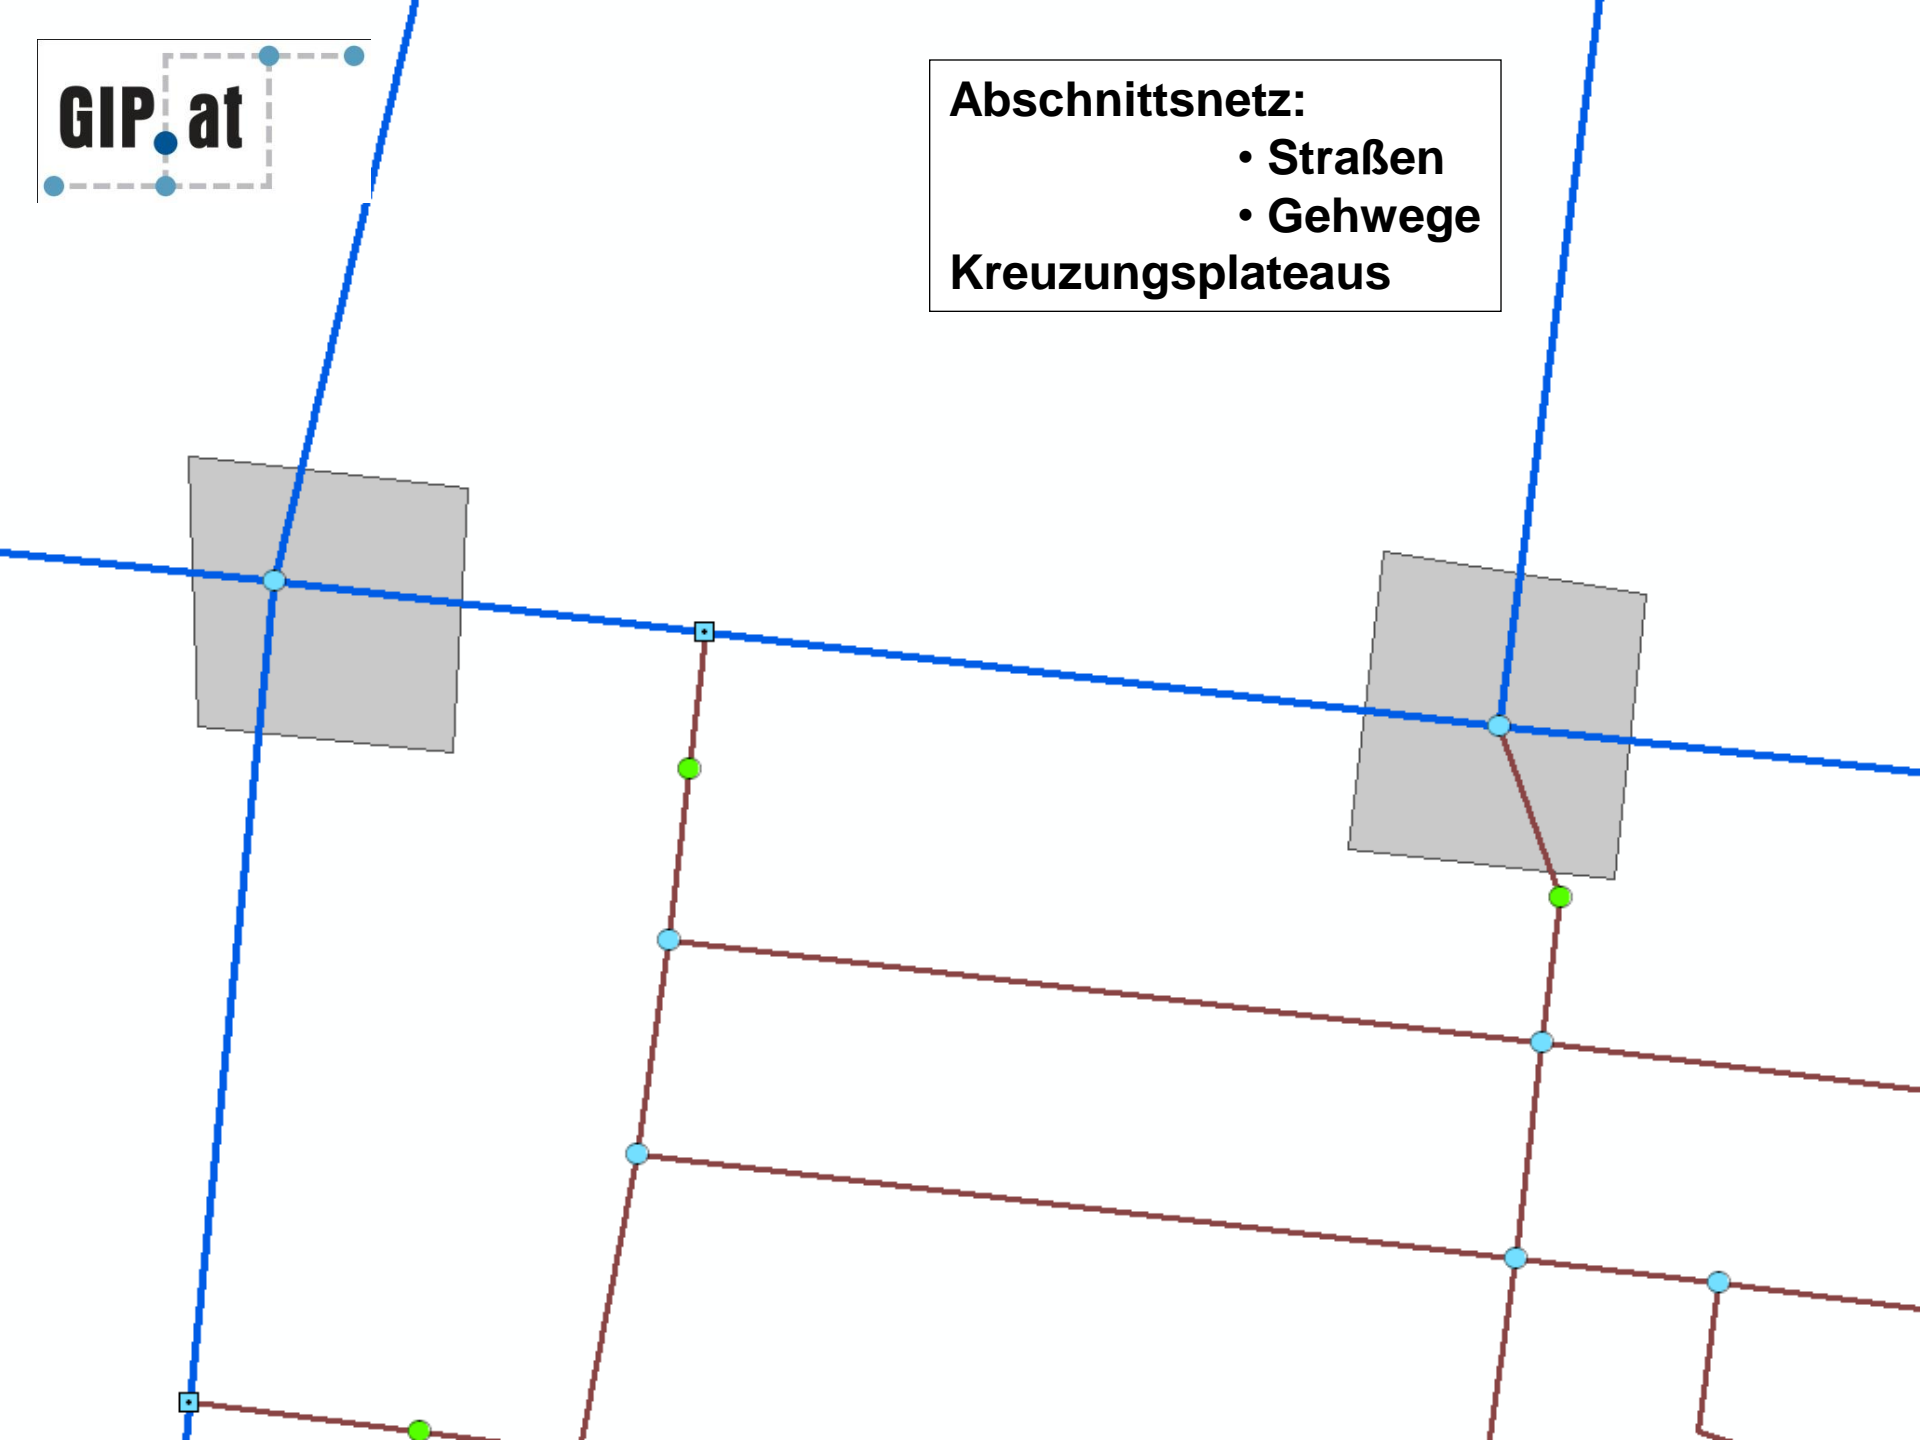 GIP.at
Abschnittsnetz:
• Straßen
• Gehwege
Kreuzungsplateaus